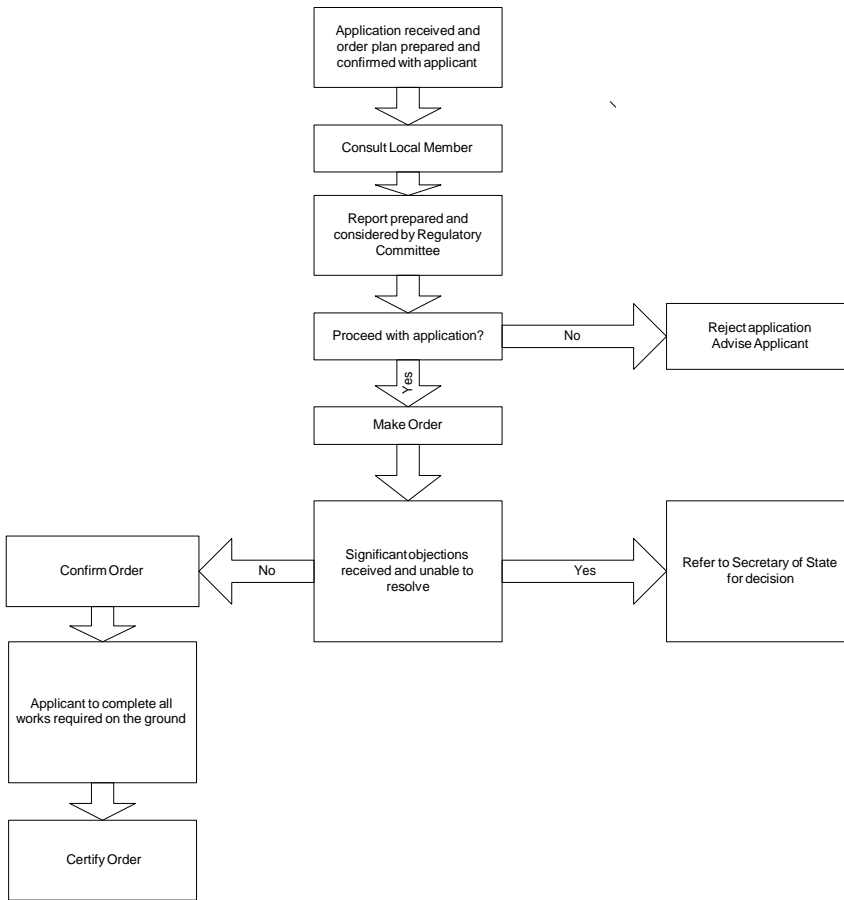 Application received and
order plan prepared and
confirmed with applicant
Consult Local Member
Report prepared and
considered by Regulatory
Committee
Proceed with application?
No
Reject application
Advise Applicant
Yes
Make Order
Significant objections
received and unable to
resolve
No
Yes
Confirm Order
Refer to Secretary of State
for decision
Applicant to complete all
works required on the ground
Certify Order